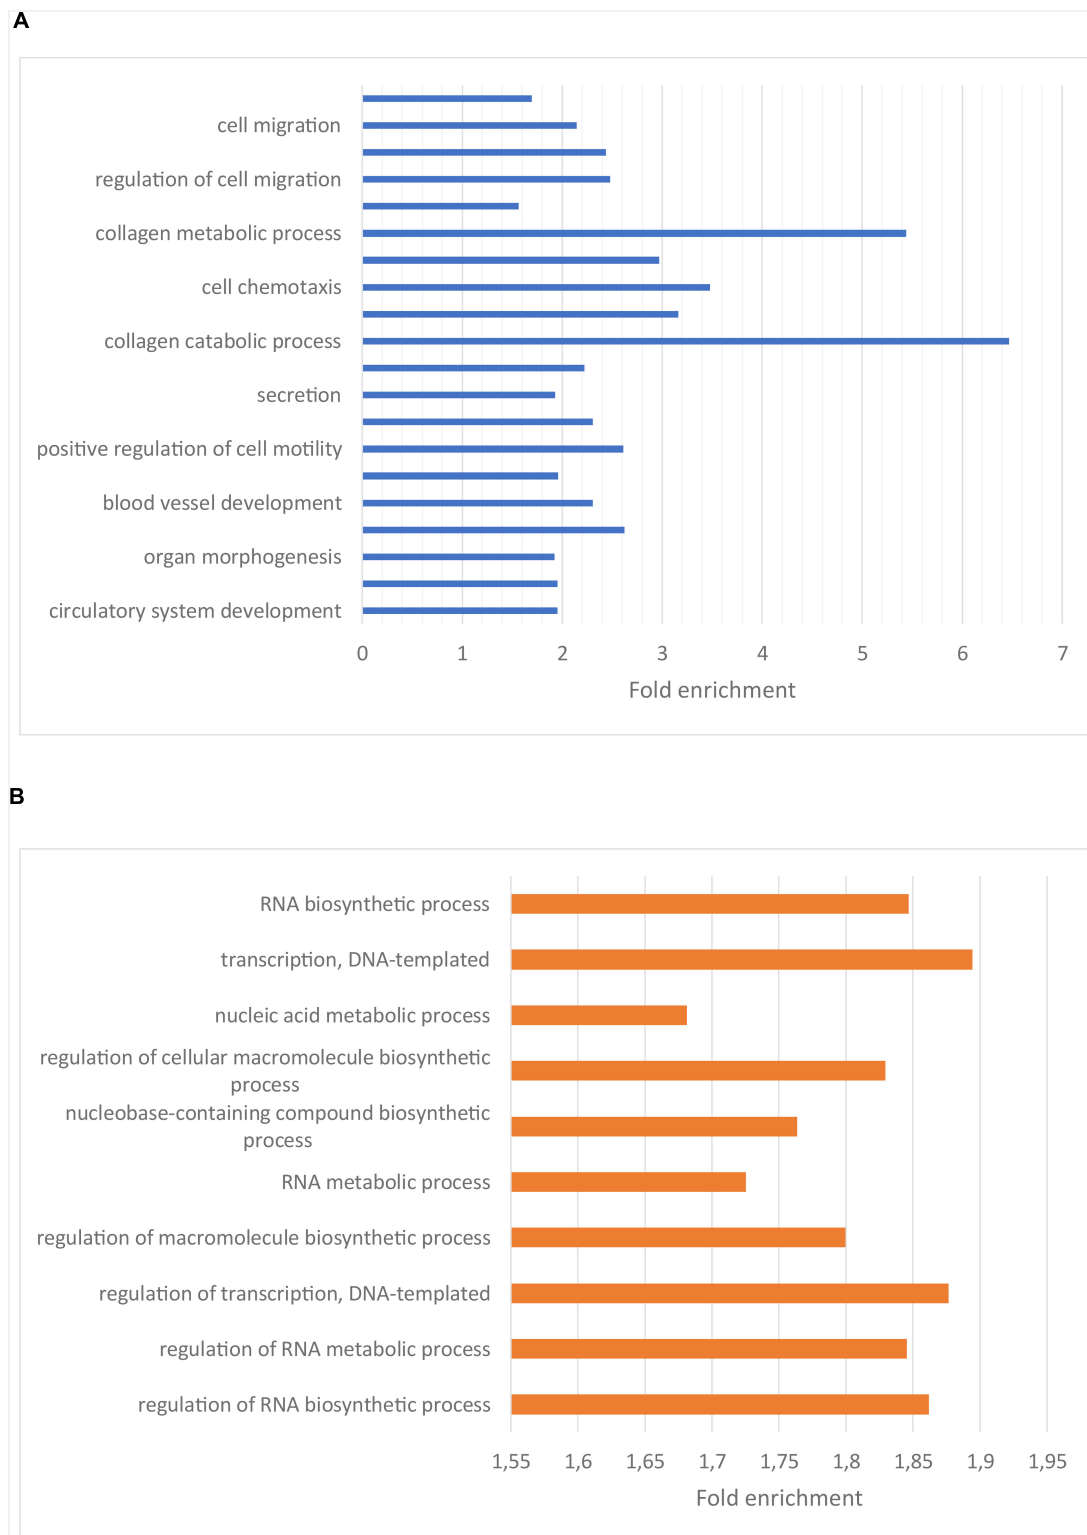 A
cell migration
regulation of cell migration
collagen metabolic process
cell chemotaxis
collagen catabolic process
secretion
positive regulation of cell motility
blood vessel development
organ morphogenesis
circulatory system development
0 1 2 3 4 5 6 7
Fold enrichment
B
RNA biosynthetic process
transcription, DNA-templated
nucleic acid metabolic process
regulation of cellular macromolecule biosynthetic
process
nucleobase-containing compound biosynthetic
process
RNA metabolic process
regulation of macromolecule biosynthetic process
regulation of transcription, DNA-templated
regulation of RNA metabolic process
regulation of RNA biosynthetic process
1,55 1,6 1,65 1,7 1,75 1,8 1,85 1,9 1,95
Fold enrichment